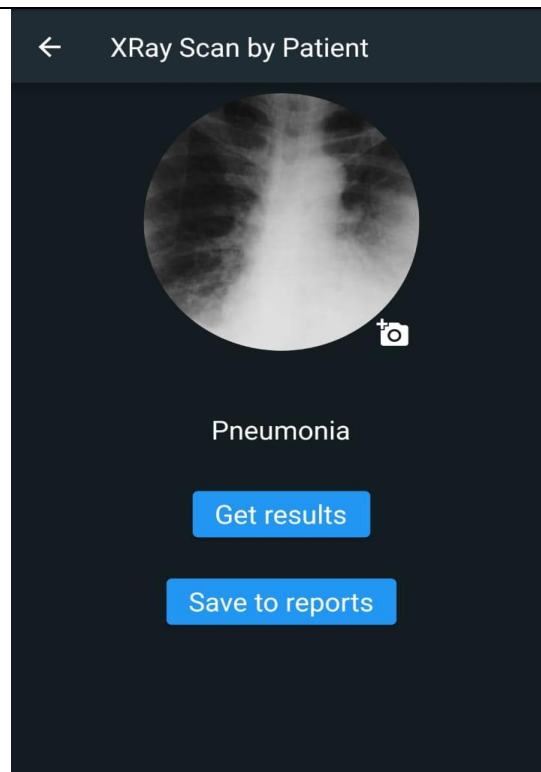 XRay Scan by Patient
Pneumonia
Get results
Save to reports